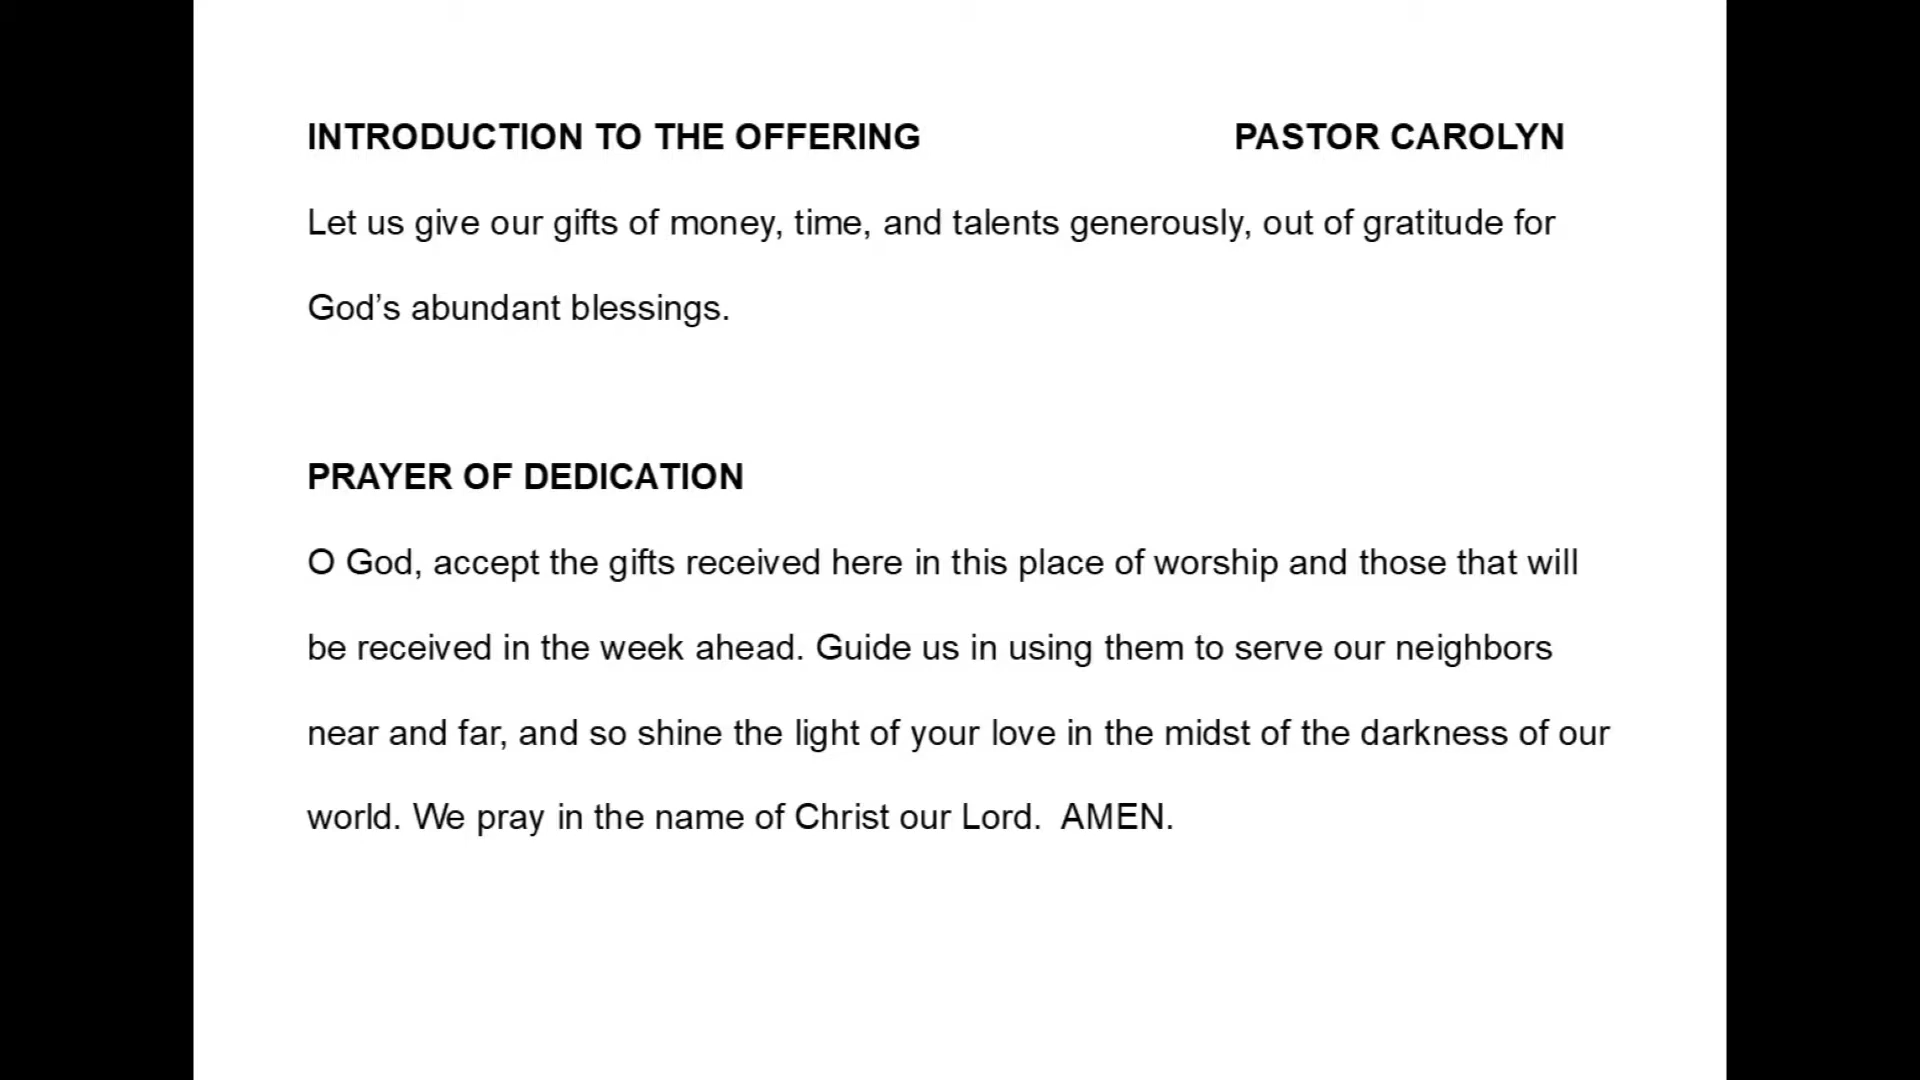 INTRODUCTION TO THE OFFERING PASTOR CAROLYN
Let us give our gifts of money, time, and talents generously, out of gratitude for
God’s abundant blessings.
PRAYER OF DEDICATION
O God, accept the gifts received here in this place of worship and those that will
be received in the week ahead. Guide us in using them to serve our neighbors
near and far, and so shine the light of your love in the midst of the darkness of our
world. We pray in the name of Christ our Lord.  AMEN.